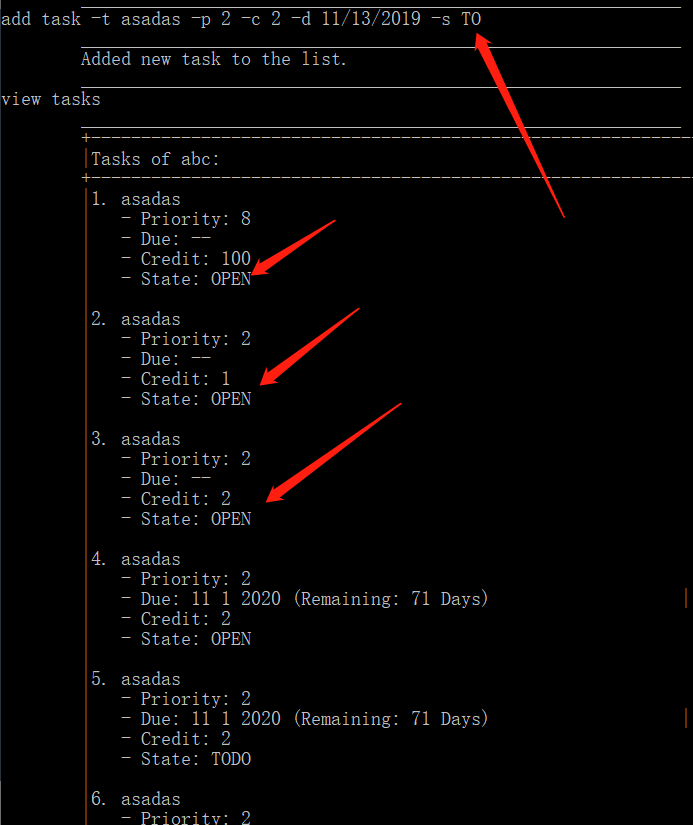 add task -t asadas -p 2 -c 2 -d 11/13/2019 -s TO
Added new task to the list.
view tasks
Tasks of abc:
1. asadas
- Priority: 8
- Due: --
- Credit: 100
- State: OPEN
2. asadas
- Priority: 2
- Due: --
- Credit: 1
- State: OPEN
3. asadas
- Priority: 2
- Due: --
- Credit: 2
- State: OPEN
4. asadas
- Priority: 2
- Due: 11 1 2020 (Remaining: 71 Days)
- Credit: 2
- State: OPEN
5. asadas
- Priority: 2
- Due: 11 1 2020 (Remaining: 71 Days)
- Credit: 2
- State: TODO
6. asadas
- Priority: 2